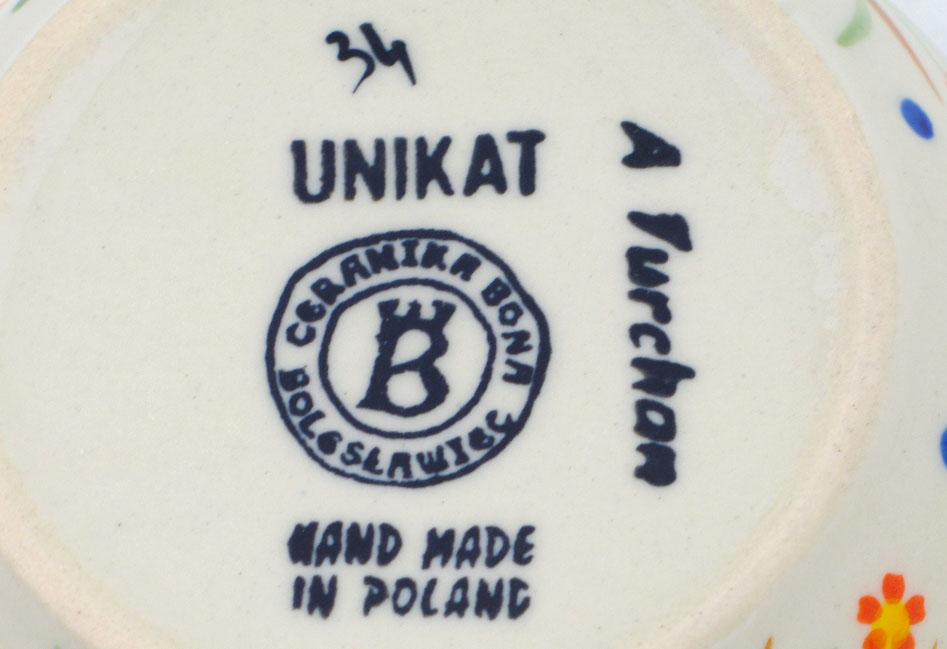 34
UNIKAT
CERAMIKA BONA
B
BOLESŁAWIEC
HAND MADE
IN POLAND
A Turchan